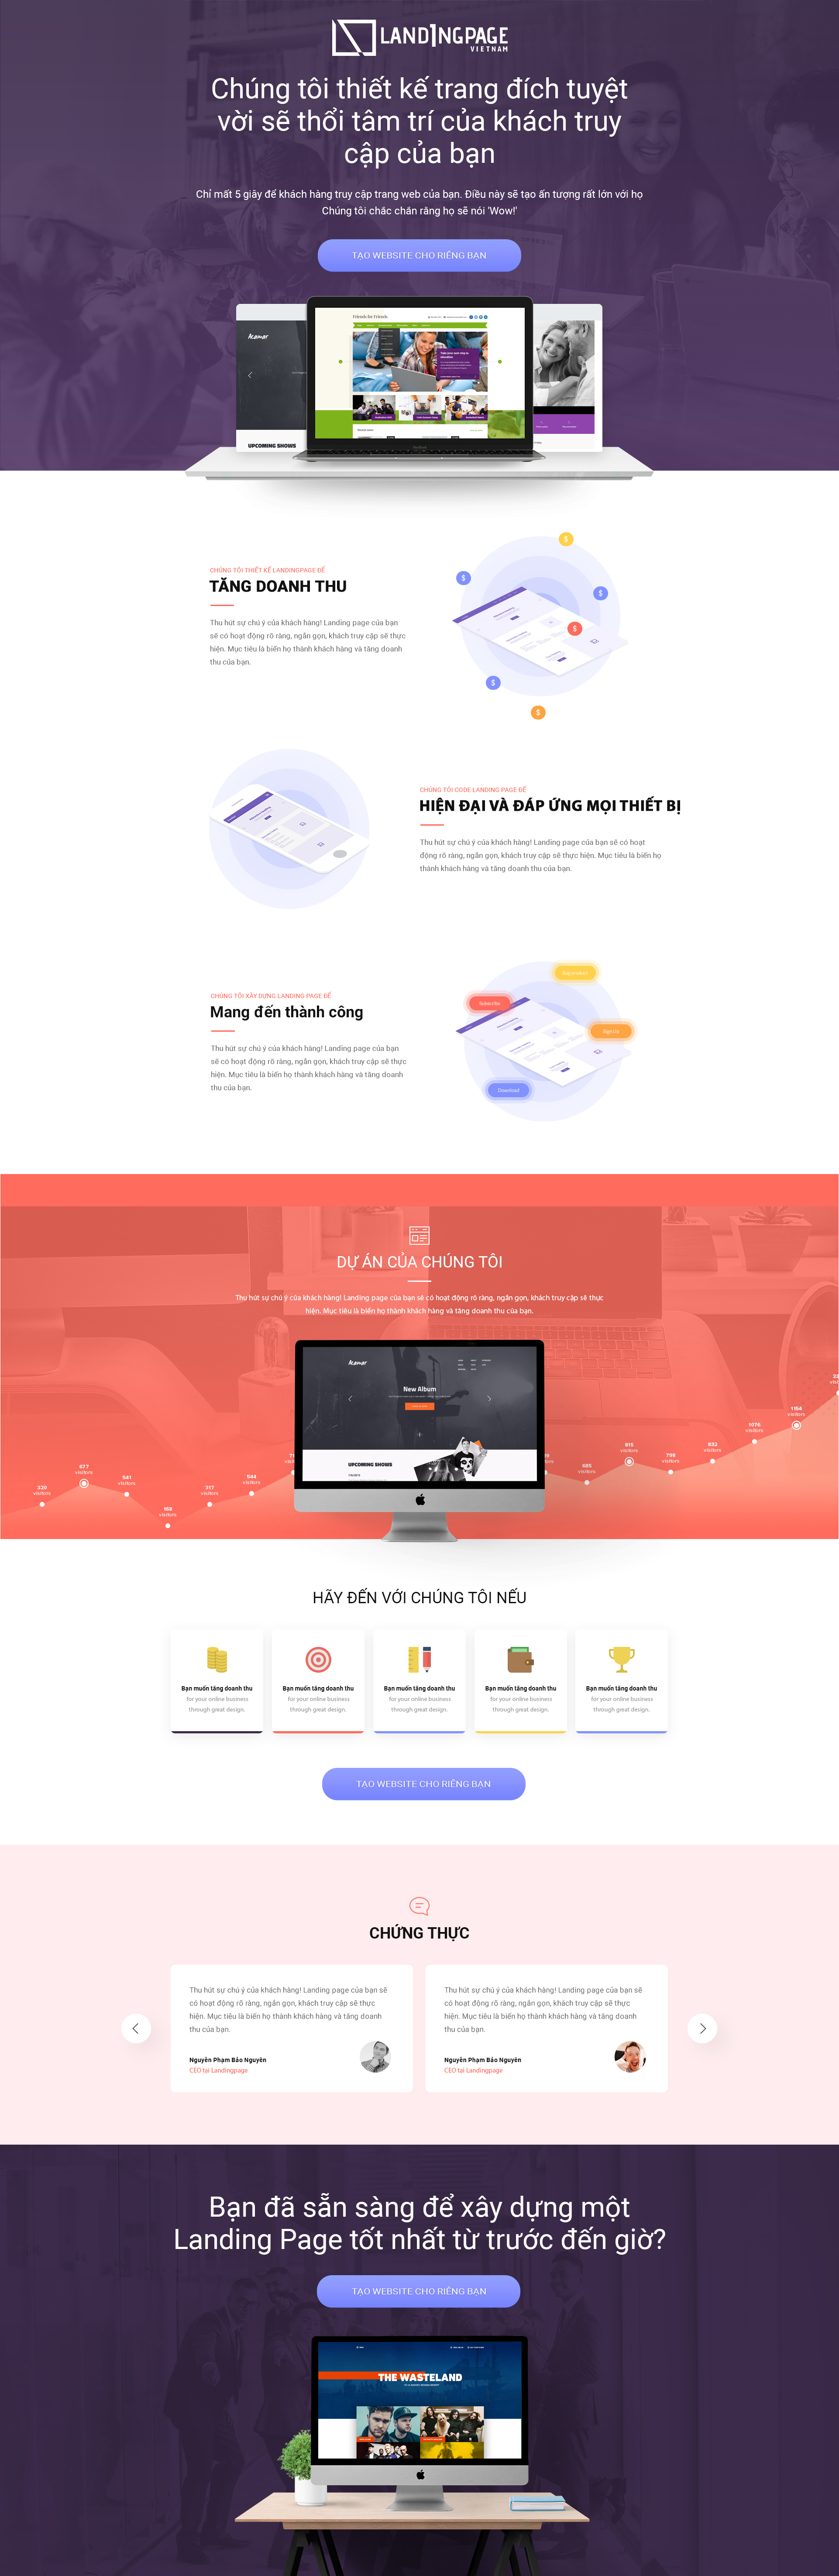 LANDINGPAGE
VIETNAM
Chúng tôi thiết kế trang đích tuyệt
vời sẽ thổi tâm trí của khách truy
cập của bạn
Chỉ mất 5 giây để khách hàng truy cập trang web của bạn. Điều này sẽ tạo ấn tượng rất lớn với họ
Chúng tôi chắc chắn rằng họ sẽ nói 'Wow!'
TẠO WEBSITE CHO RIÊNG BẠN
Friends for Friends
Akamar
UPCOMING SHOWS
CHÚNG TÔI THIẾT KẾ LANDINGPAGE ĐỂ
TĂNG DOANH THU
Thu hút sự chú ý của khách hàng! Landing page của bạn
sẽ có hoạt động rõ ràng, ngắn gọn, khách truy cập sẽ thực
hiện. Mục tiêu là biến họ thành khách hàng và tăng doanh
thu của bạn.
$
$
$
$
$
$
CHÚNG TÔI CODE LANDING PAGE ĐỂ
HIỆN ĐẠI VÀ ĐÁP ỨNG MỌI THIẾT BỊ
Thu hút sự chú ý của khách hàng! Landing page của bạn sẽ có hoạt
động rõ ràng, ngắn gọn, khách truy cập sẽ thực hiện. Mục tiêu là biến họ
thành khách hàng và tăng doanh thu của bạn.
CHÚNG TÔI XÂY DỰNG LANDING PAGE ĐỂ
Mang đến thành công
Thu hút sự chú ý của khách hàng! Landing page của bạn
sẽ có hoạt động rõ ràng, ngắn gọn, khách truy cập sẽ thực
hiện. Mục tiêu là biến họ thành khách hàng và tăng doanh
thu của bạn.
Subscribe
Sign Up
Download
DỰ ÁN CỦA CHÚNG TÔI
Thu hút sự chú ý của khách hàng! Landing page của bạn sẽ có hoạt động rõ ràng, ngắn gọn, khách truy cập sẽ thực
hiện. Mục tiêu là biến họ thành khách hàng và tăng doanh thu của bạn.
Akamar
New Album
UPCOMING SHOWS
320
visitors
677
visitors
541
visitors
168
visitors
317
visitors
544
visitors
685
visitors
815
visitors
790
visitors
832
visitors
1076
visitors
1154
visitors
HÃY ĐẾN VỚI CHÚNG TÔI NẾU
Bạn muốn tăng doanh thu
for your online business
through great design.
Bạn muốn tăng doanh thu
for your online business
through great design.
Bạn muốn tăng doanh thu
for your online business
through great design.
Bạn muốn tăng doanh thu
for your online business
through great design.
Bạn muốn tăng doanh thu
for your online business
through great design.
TẠO WEBSITE CHO RIÊNG BẠN
CHỨNG THỰC
Thu hút sự chú ý của khách hàng! Landing page của bạn sẽ
có hoạt động rõ ràng, ngắn gọn, khách truy cập sẽ thực
hiện. Mục tiêu là biến họ thành khách hàng và tăng doanh
thu của bạn.
Nguyễn Phạm Bảo Nguyên
CEO tại Landingpage
Thu hút sự chú ý của khách hàng! Landing page của bạn sẽ
có hoạt động rõ ràng, ngắn gọn, khách truy cập sẽ thực
hiện. Mục tiêu là biến họ thành khách hàng và tăng doanh
thu của bạn.
Nguyễn Phạm Bảo Nguyên
CEO tại Landingpage
Bạn đã sẵn sàng để xây dựng một
Landing Page tốt nhất từ trước đến giờ?
TẠO WEBSITE CHO RIÊNG BẠN
THE WASTELAND